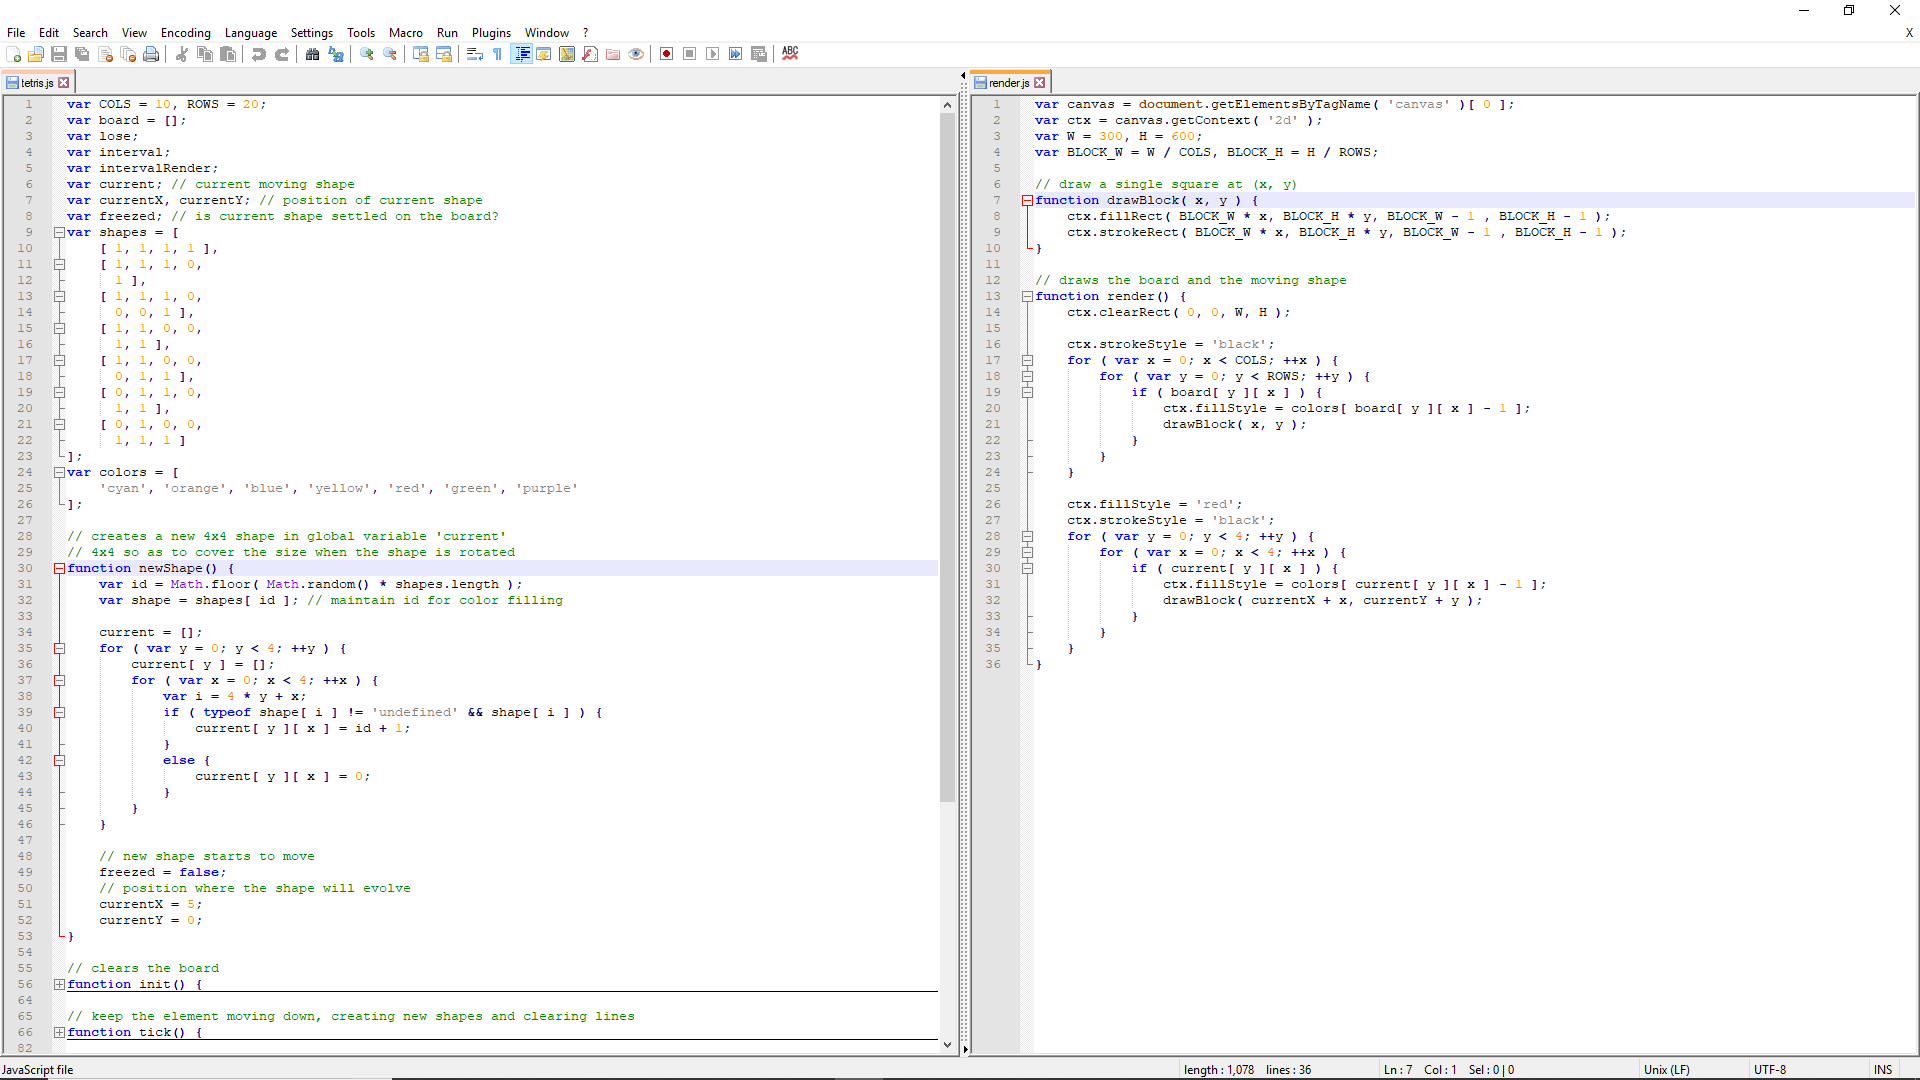 File Edit Search View Encoding Language Settings Tools Macro Run Plugins Window ? X
ABC
tetris.js
1 var COLS = 10, ROWS = 20;
2 var board = [];
3 var lose;
4 var interval;
5 var intervalRender;
6 var current; // current moving shape
7 var currentX, currentY; // position of current shape
8 var freezed; // is current shape settled on the board?
9 var shapes = [
10 [ 1, 1, 1, 1 ],
11 [ 1, 1, 1, 0,
12 1 ],
13 [ 1, 1, 1, 0,
14 0, 0, 1 ],
15 [ 1, 1, 0, 0,
16 1, 1 ],
17 [ 1, 1, 0, 0,
18 0, 1, 1 ],
19 [ 0, 1, 1, 0,
20 1, 1 ],
21 [ 0, 1, 0, 0,
22 1, 1, 1 ]
23 ];
24 var colors = [
25 'cyan', 'orange', 'blue', 'yellow', 'red', 'green', 'purple'
26 ];
27
28 // creates a new 4x4 shape in global variable 'current'
29 // 4x4 so as to cover the size when the shape is rotated
30 function newShape() {
31 var id = Math.floor( Math.random() * shapes.length );
32 var shape = shapes[ id ]; // maintain id for color filling
33
34 current = [];
35 for ( var y = 0; y < 4; ++y ) {
36 current[ y ] = [];
37 for ( var x = 0; x < 4; ++x ) {
38 var i = 4 * y + x;
39 if ( typeof shape[ i ] != 'undefined' && shape[ i ] ) {
40 current[ y ][ x ] = id + 1;
41 }
42 else {
43 current[ y ][ x ] = 0;
44 }
45 }
46 }
47
48 // new shape starts to move
49 freezed = false;
50 // position where the shape will evolve
51 currentX = 5;
52 currentY = 0;
53 }
54
55 // clears the board
56 function init() {
64
65 // keep the element moving down, creating new shapes and clearing lines
66 function tick() {
82
render.js
1 var canvas = document.getElementsByTagName( 'canvas' )[ 0 ];
2 var ctx = canvas.getContext( '2d' );
3 var W = 300, H = 600;
4 var BLOCK_W = W / COLS, BLOCK_H = H / ROWS;
5
6 // draw a single square at (x, y)
7 function drawBlock( x, y ) {
8 ctx.fillRect( BLOCK_W * x, BLOCK_H * y, BLOCK_W - 1 , BLOCK_H - 1 );
9 ctx.strokeRect( BLOCK_W * x, BLOCK_H * y, BLOCK_W - 1 , BLOCK_H - 1 );
10 }
11
12 // draws the board and the moving shape
13 function render() {
14 ctx.clearRect( 0, 0, W, H );
15
16 ctx.strokeStyle = 'black';
17 for ( var x = 0; x < COLS; ++x ) {
18 for ( var y = 0; y < ROWS; ++y ) {
19 if ( board[ y ][ x ] ) {
20 ctx.fillStyle = colors[ board[ y ][ x ] - 1 ];
21 drawBlock( x, y );
22 }
23 }
24 }
25
26 ctx.fillStyle = 'red';
27 ctx.strokeStyle = 'black';
28 for ( var y = 0; y < 4; ++y ) {
29 for ( var x = 0; x < 4; ++x ) {
30 if ( current[ y ][ x ] ) {
31 ctx.fillStyle = colors[ current[ y ][ x ] - 1 ];
32 drawBlock( currentX + x, currentY + y );
33 }
34 }
35 }
36 }
JavaScript file length : 1,078 lines : 36 Ln : 7 Col : 1 Sel : 0 | 0 Unix (LF) UTF-8 INS